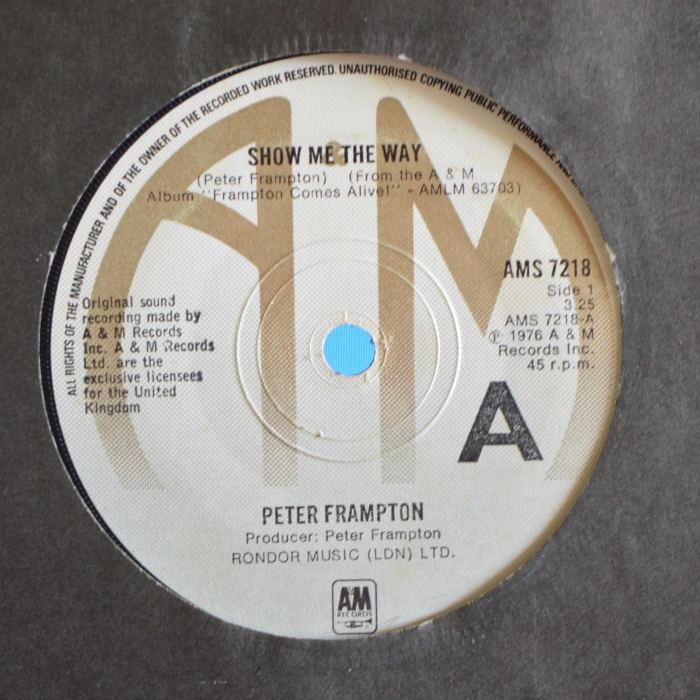 ALL RIGHTS OF THE MANUFACTURER AND OF THE OWNER OF THE RECORDED WORK RESERVED. UNAUTHORISED COPYING PUBLIC PERFORMANCE AND
SHOW ME THE WAY
(Peter Frampton) (From the A & M
Album "Frampton Comes Alive!" - AMLM 63703)
AMS 7218
Side 1
3.25
AMS 7218-A
Ⓟ 1976 A & M
Records Inc.
45 r.p.m.
Original sound
recording made by
A & M Records
Inc. A & M Records
Ltd. are the
exclusive licensees
for the United
Kingdom
A
PETER FRAMPTON
Producer: Peter Frampton
RONDOR MUSIC (LDN) LTD.
A&M
RECORDS